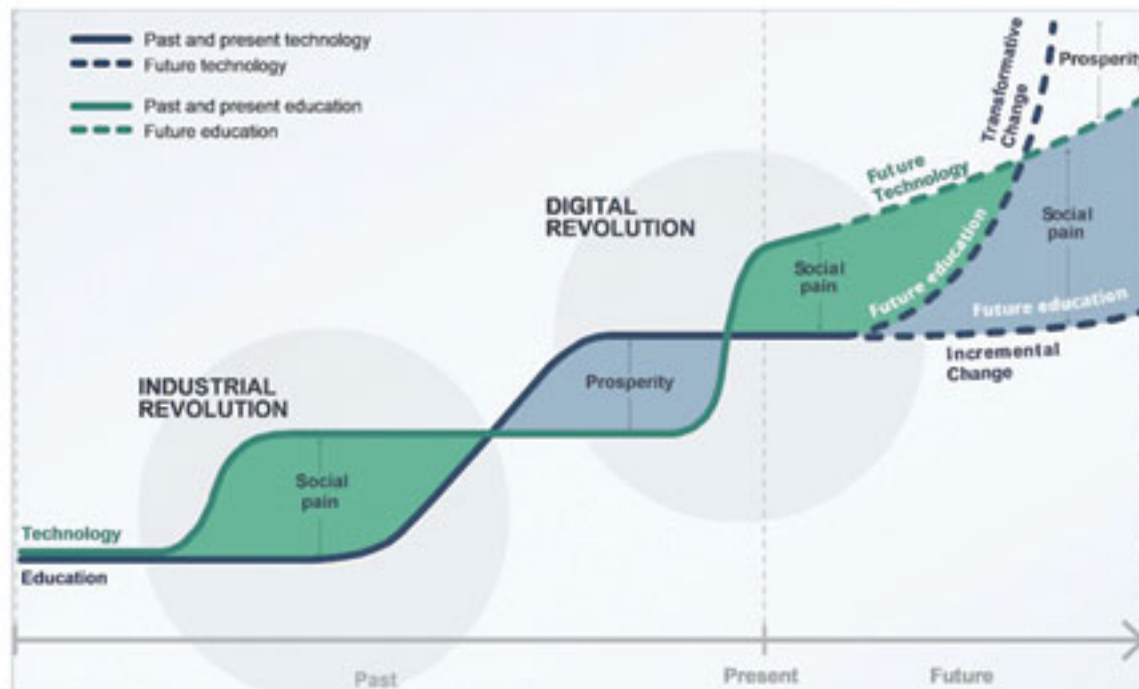 Past and present technology
Future technology
Past and present education
Future education
Transformative
Change
Prosperity
Future
Technology
DIGITAL
REVOLUTION
Social
pain
Future education
Social
pain
Future education
Incremental
Change
Prosperity
INDUSTRIAL
REVOLUTION
Social
pain
Technology
Education
Past
Present
Future